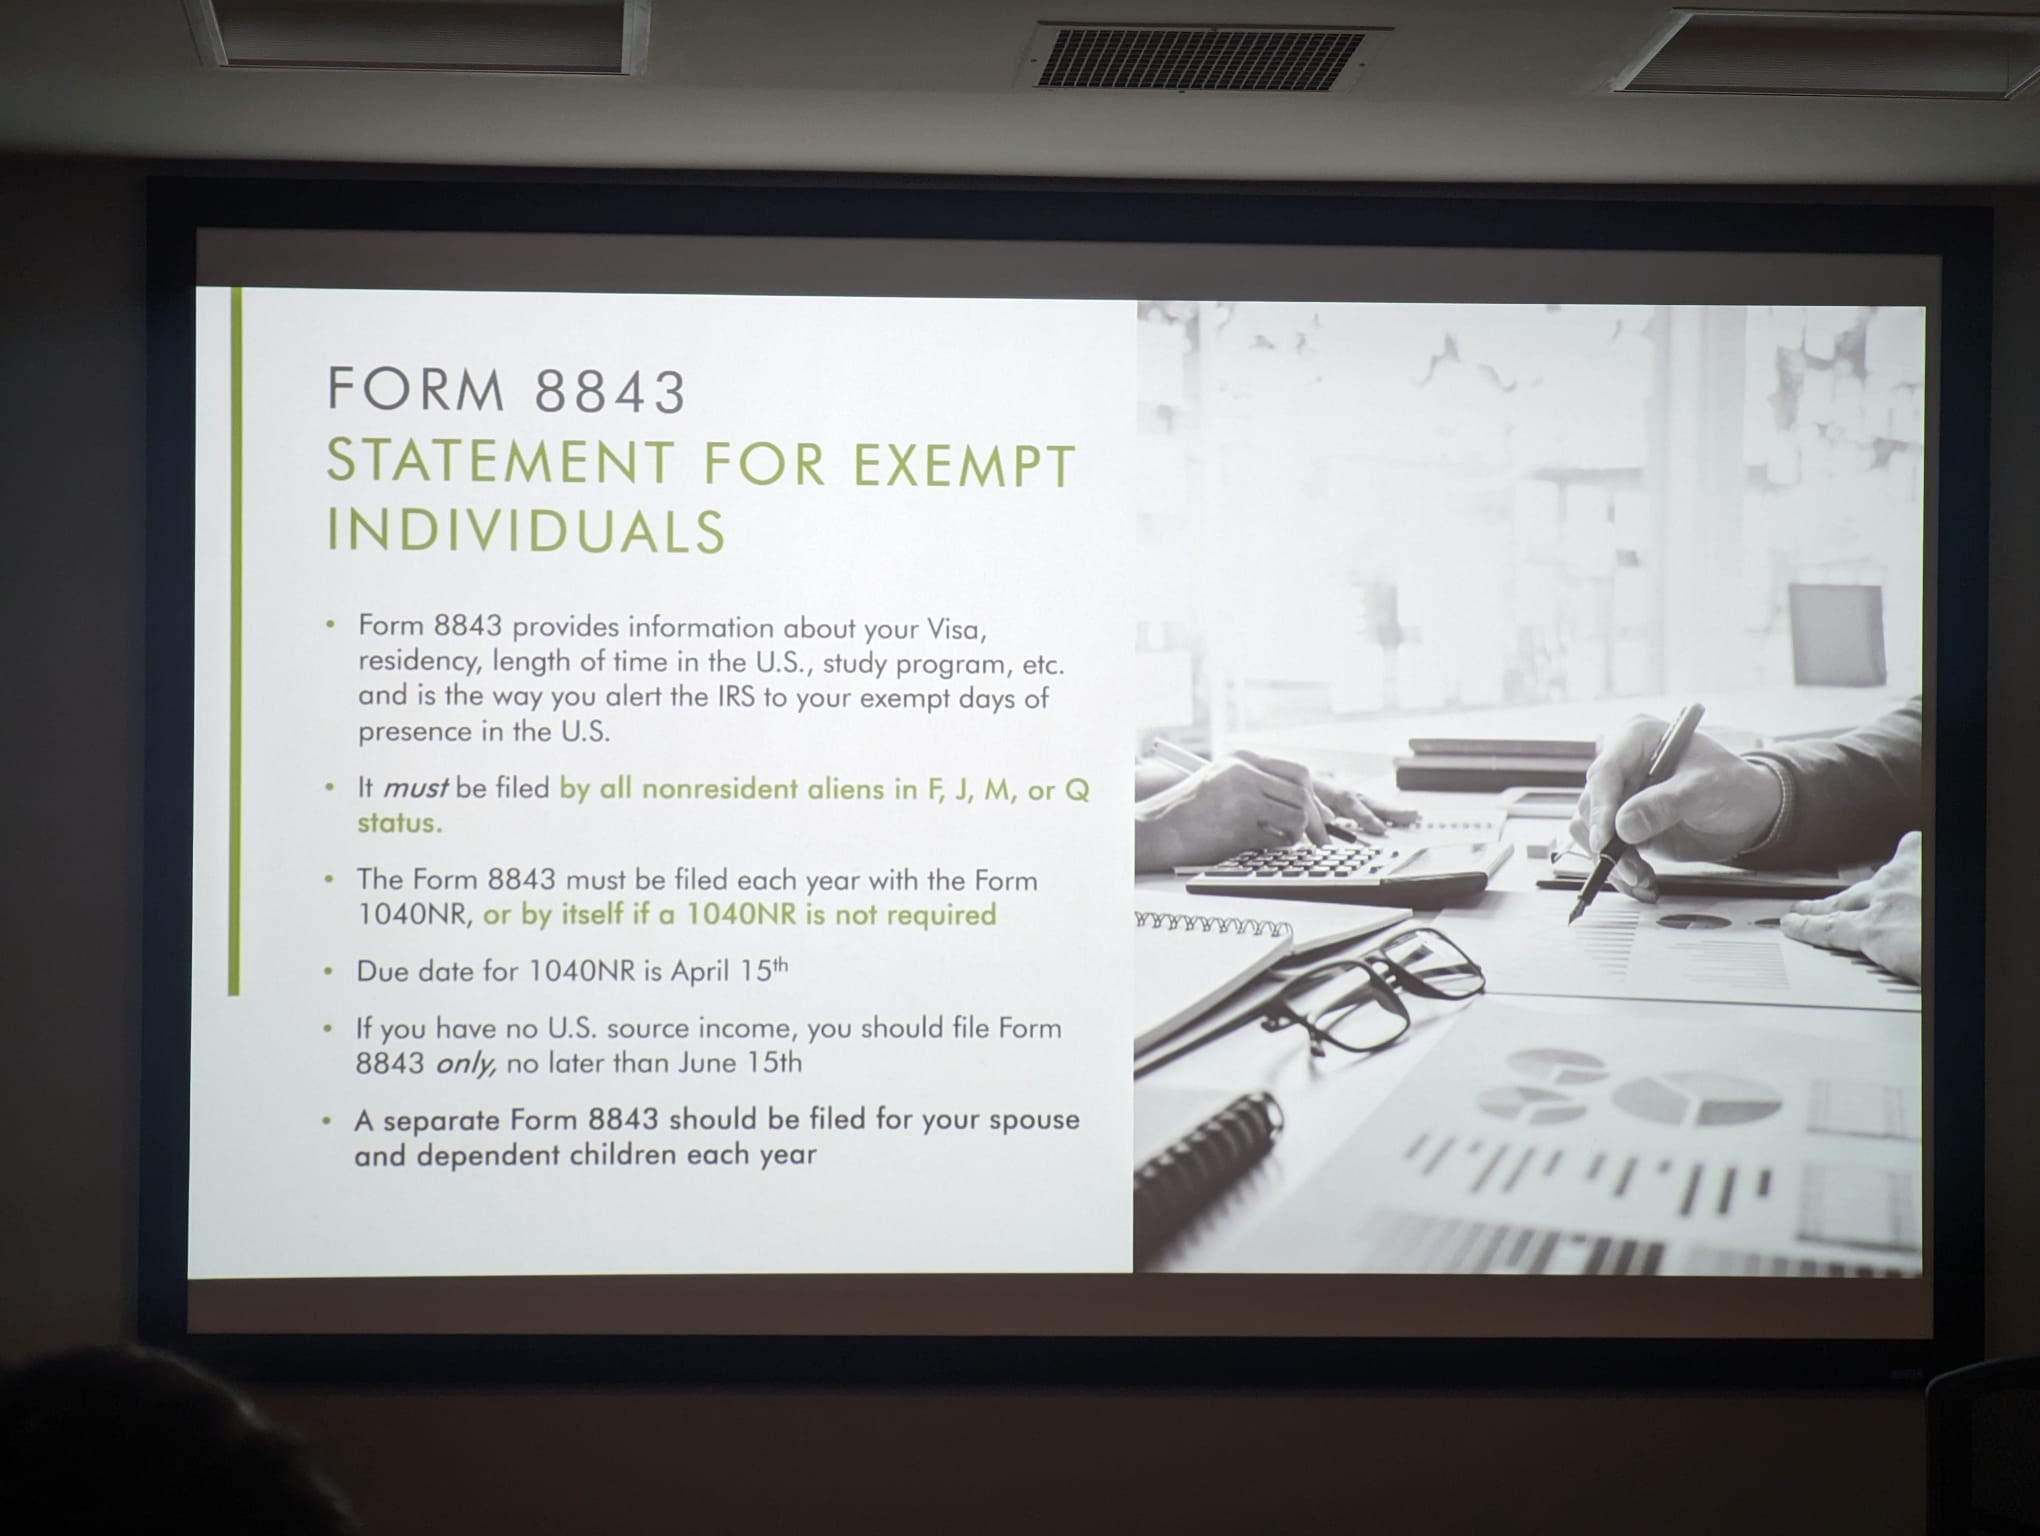 FORM 8843
STATEMENT FOR EXEMPT
INDIVIDUALS
• Form 8843 provides information about your Visa,
residency, length of time in the U.S., study program, etc.
and is the way you alert the IRS to your exempt days of
presence in the U.S.
• It must be filed by all nonresident aliens in F, J, M, or Q
status.
• The Form 8843 must be filed each year with the Form
1040NR, or by itself if a 1040NR is not required
• Due date for 1040NR is April 15th
• If you have no U.S. source income, you should file Form
8843 only, no later than June 15th
• A separate Form 8843 should be filed for your spouse
and dependent children each year